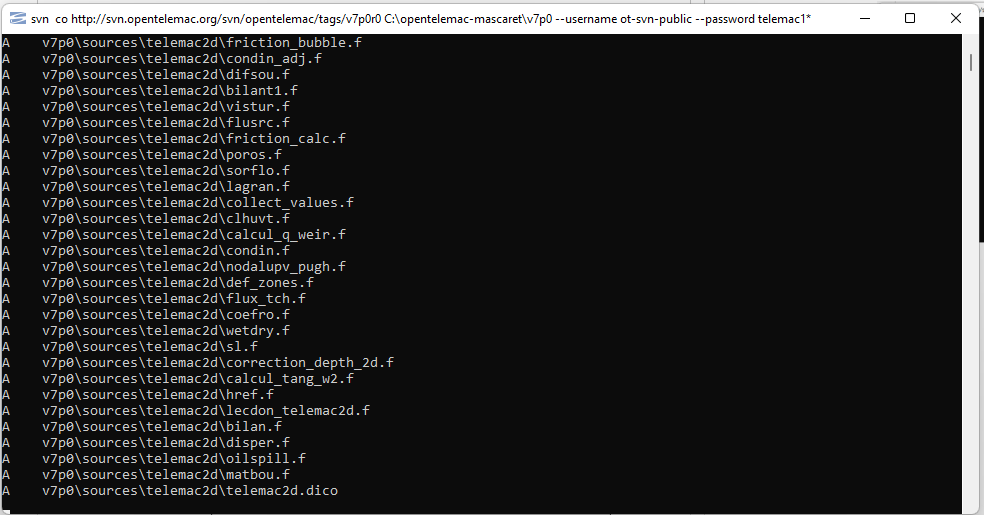 svn co http://svn.opentelemac.org/svn/opentelemac/tags/v7p0r0 C:\opentelemac-mascaret\v7p0 --username ot-svn-public --password telemac1*
A    v7p0\sources\telemac2d\friction_bubble.f
A    v7p0\sources\telemac2d\condin_adj.f
A    v7p0\sources\telemac2d\difsou.f
A    v7p0\sources\telemac2d\bilant1.f
A    v7p0\sources\telemac2d\vistur.f
A    v7p0\sources\telemac2d\flusrc.f
A    v7p0\sources\telemac2d\friction_calc.f
A    v7p0\sources\telemac2d\poros.f
A    v7p0\sources\telemac2d\sorflo.f
A    v7p0\sources\telemac2d\lagran.f
A    v7p0\sources\telemac2d\collect_values.f
A    v7p0\sources\telemac2d\clhuvt.f
A    v7p0\sources\telemac2d\calcul_q_weir.f
A    v7p0\sources\telemac2d\condin.f
A    v7p0\sources\telemac2d\nodalupv_pugh.f
A    v7p0\sources\telemac2d\def_zones.f
A    v7p0\sources\telemac2d\flux_tch.f
A    v7p0\sources\telemac2d\coefro.f
A    v7p0\sources\telemac2d\wetdry.f
A    v7p0\sources\telemac2d\sl.f
A    v7p0\sources\telemac2d\correction_depth_2d.f
A    v7p0\sources\telemac2d\calcul_tang_w2.f
A    v7p0\sources\telemac2d\href.f
A    v7p0\sources\telemac2d\lecdon_telemac2d.f
A    v7p0\sources\telemac2d\bilan.f
A    v7p0\sources\telemac2d\disper.f
A    v7p0\sources\telemac2d\oilspill.f
A    v7p0\sources\telemac2d\matbou.f
A    v7p0\sources\telemac2d\telemac2d.dico